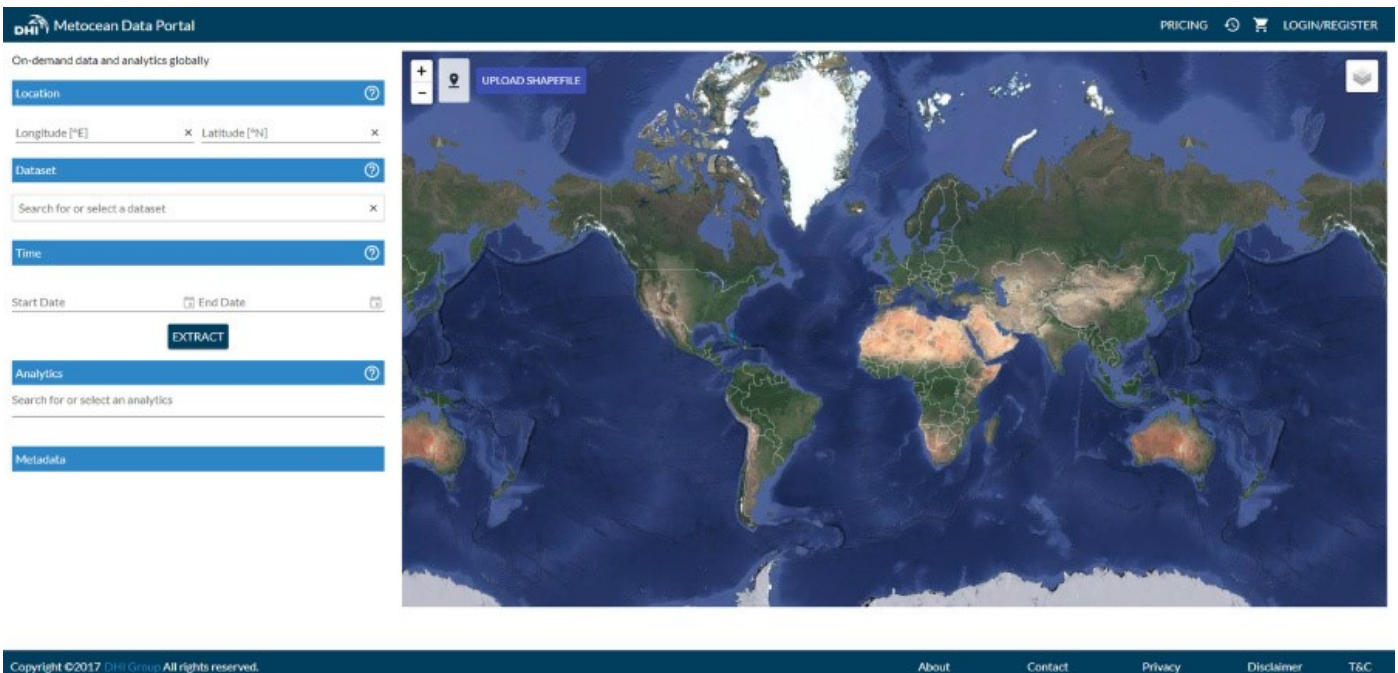 DHI Metocean Data Portal
PRICING LOGIN/REGISTER
On-demand data and analytics globally
Location
Longitude [°E] × Latitude [°N] ×
Dataset
Search for or select a dataset ×
Time
Start Date End Date
EXTRACT
Analytics
Search for or select an analytics
Metadata
+
-
UPLOAD SHAPEFILE
Copyright ©2017 DHI Group All rights reserved.
About Contact Privacy Disclaimer T&C